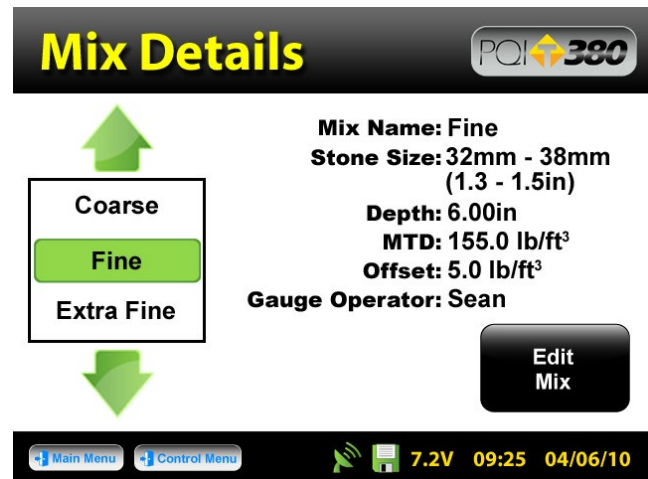 Mix Details
PQI 380
Coarse
Fine
Extra Fine
Mix Name: Fine
Stone Size: 32mm - 38mm
(1.3 - 1.5in)
Depth: 6.00in
MTD: 155.0 lb/ft³
Offset: 5.0 lb/ft³
Gauge Operator: Sean
Edit
Mix
Main Menu
Control Menu
7.2V 09:25 04/06/10